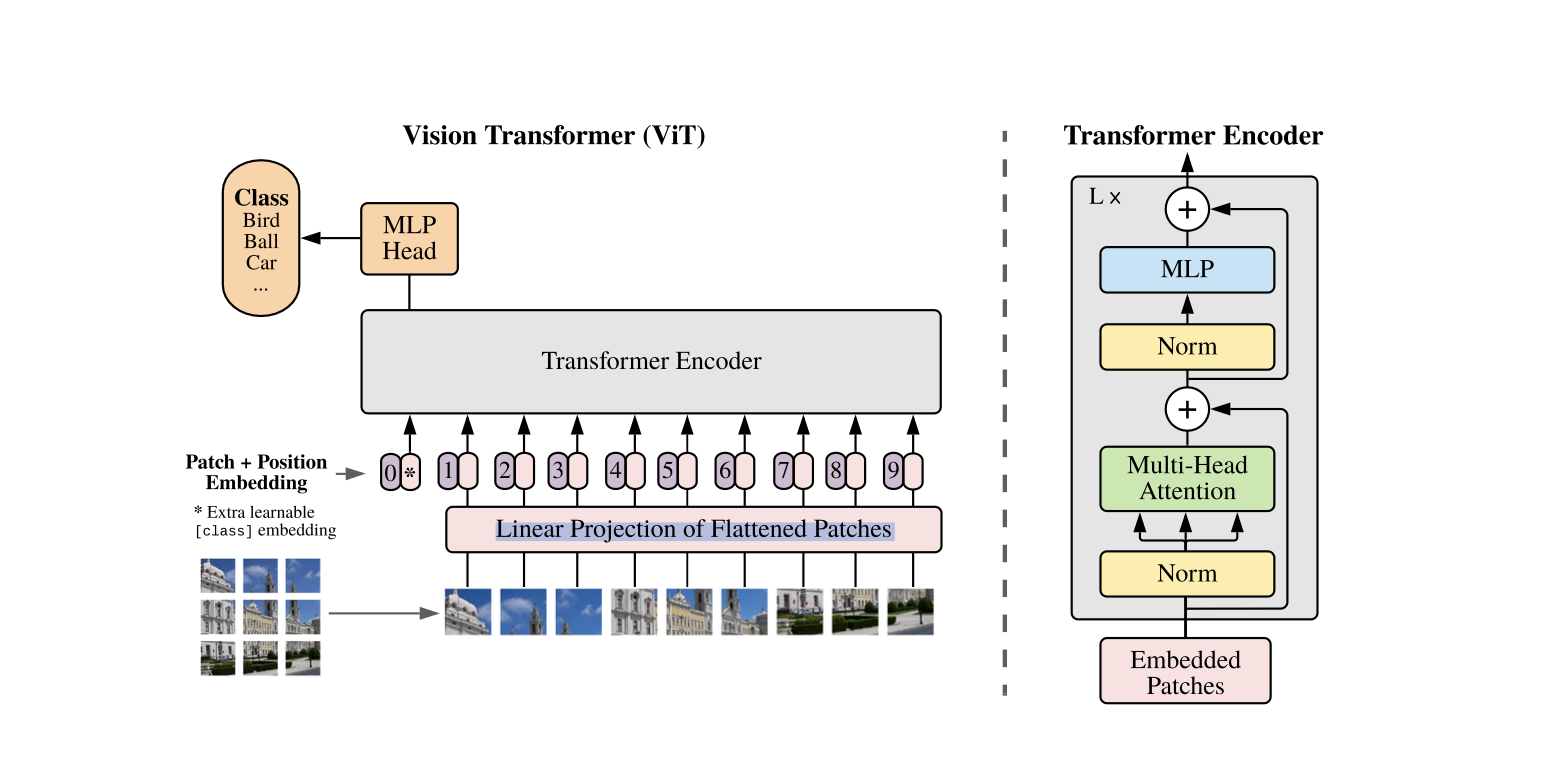 Vision Transformer (ViT)
Class
Bird
Ball
Car
...
MLP
Head
Transformer Encoder
Patch + Position
Embedding
0 * 1 2 3 4 5 6 7 8 9
* Extra learnable
[class] embedding
Linear Projection of Flattened Patches
Transformer Encoder
L x
+
MLP
Norm
+
Multi-Head
Attention
Norm
Embedded
Patches